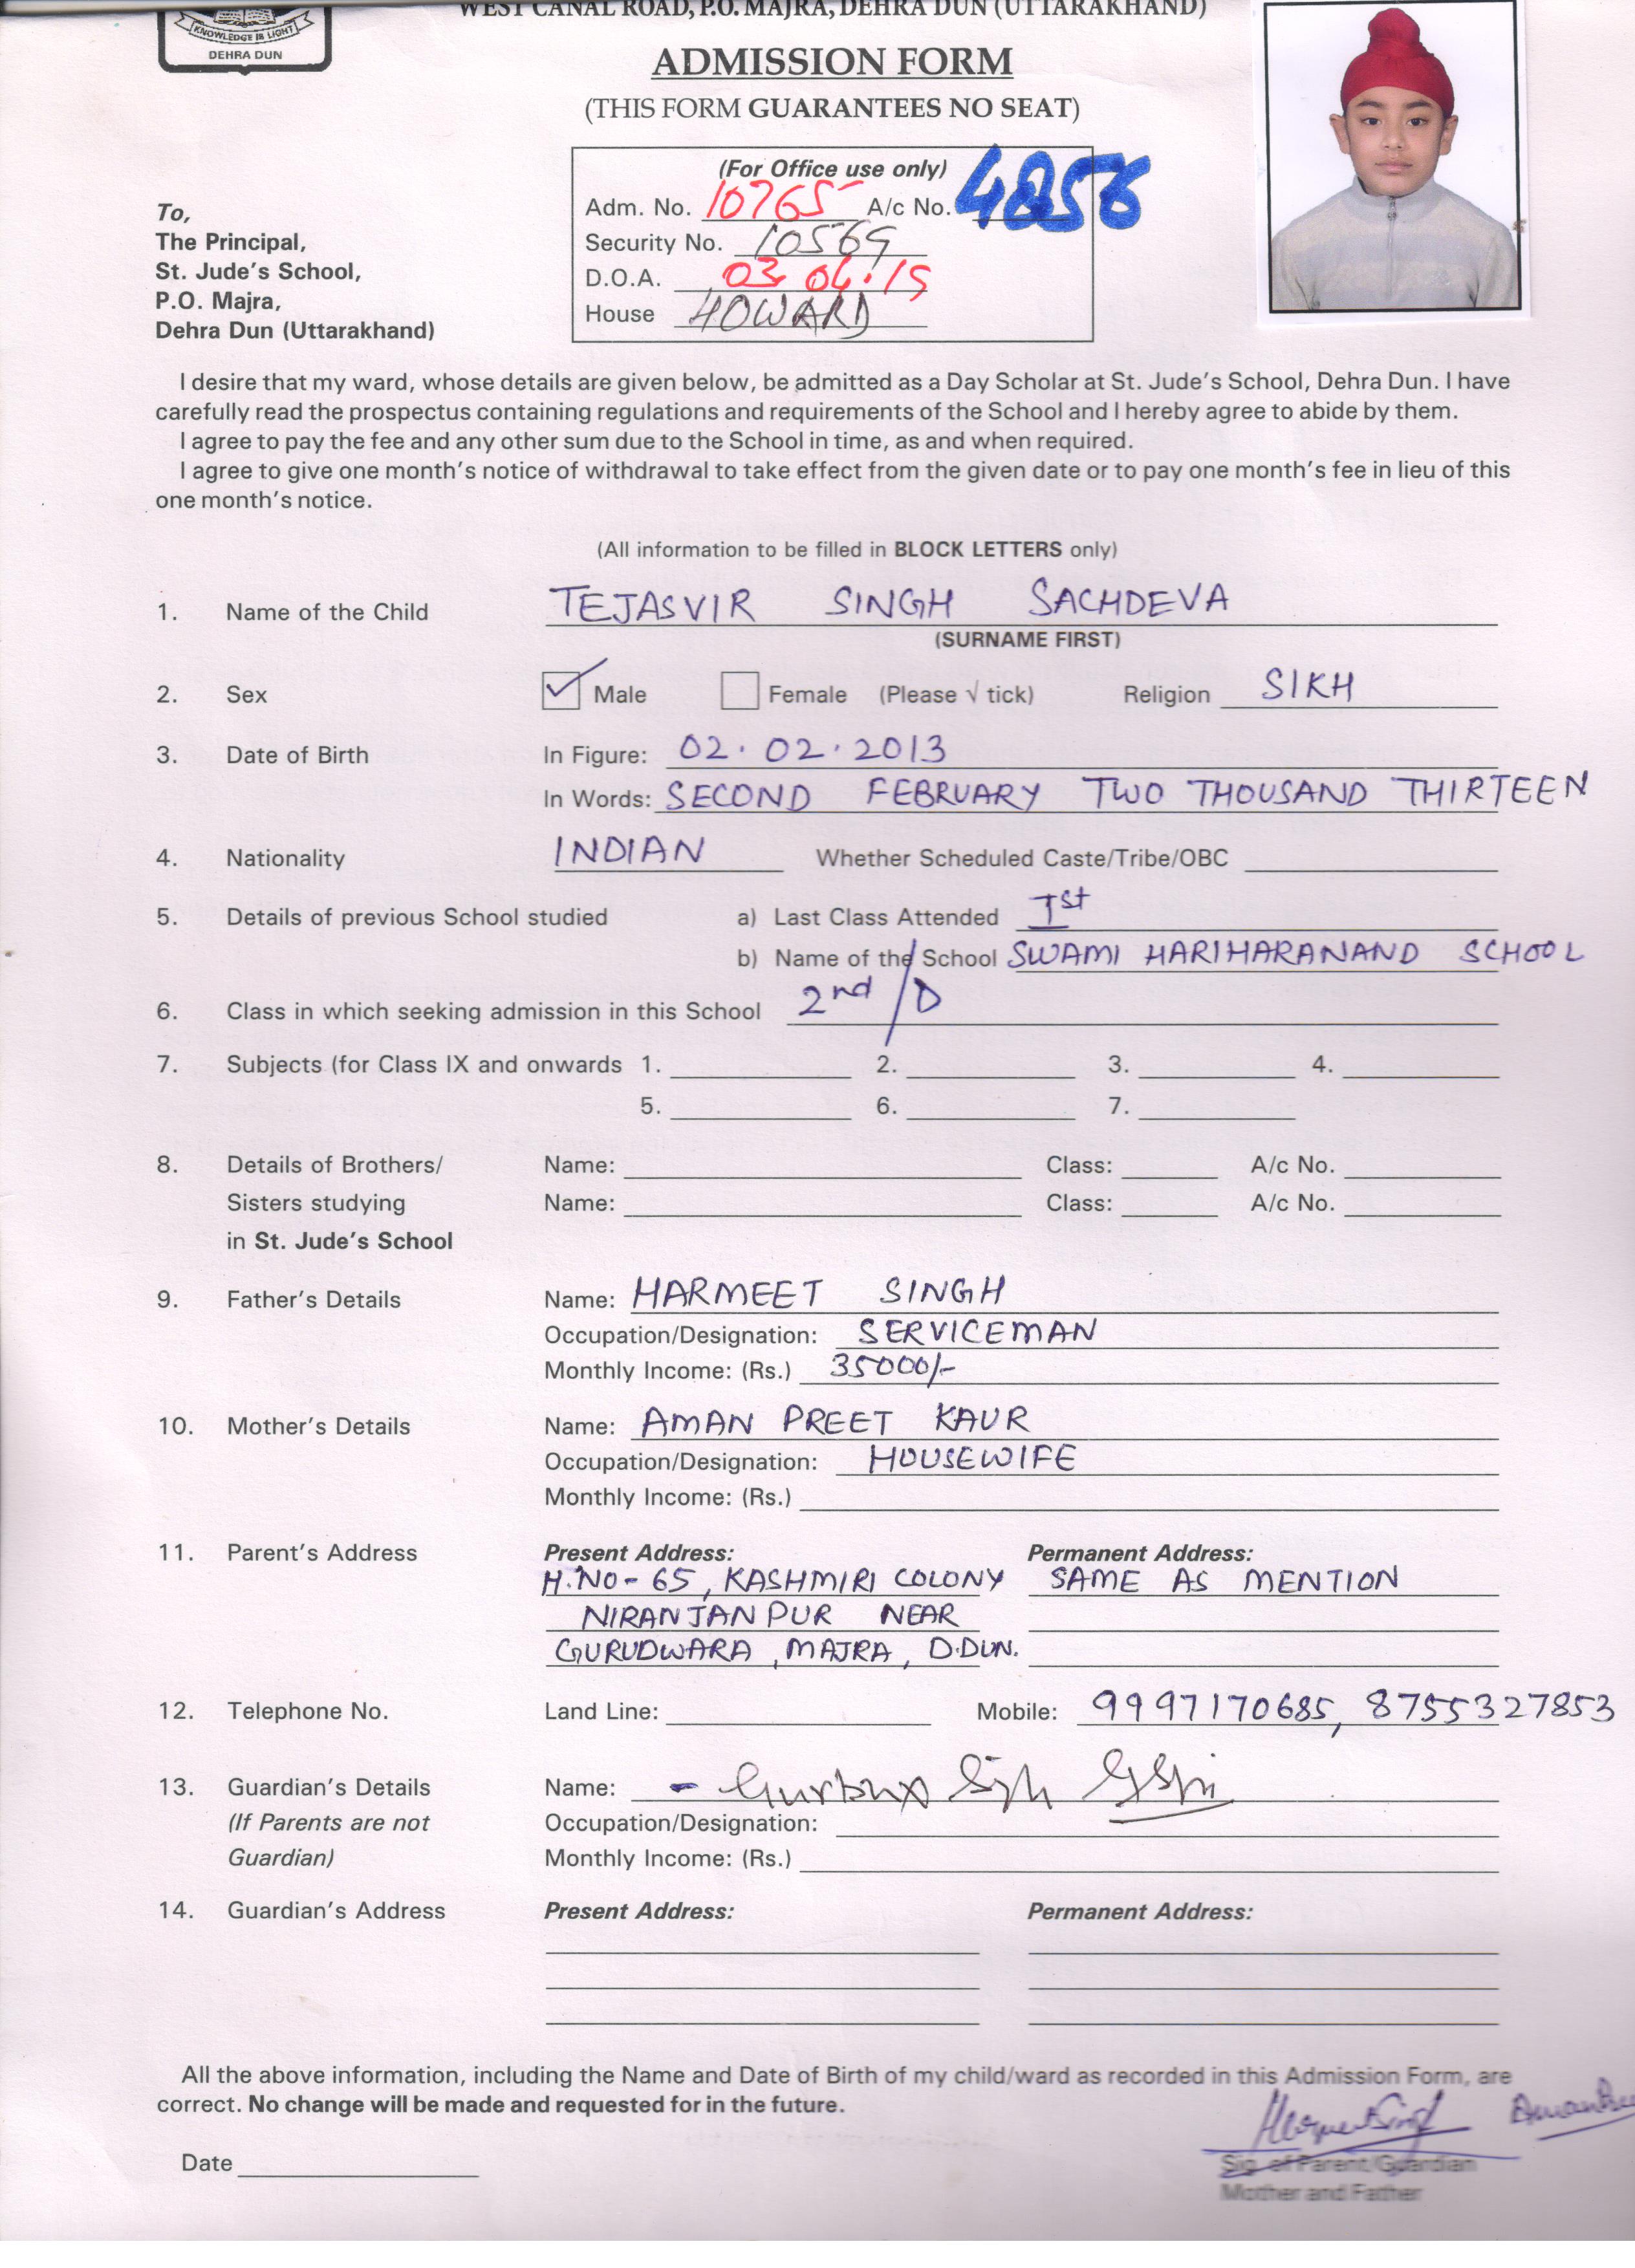 KNOWLEDGE IS LIGHT
DEHRA DUN
WEST CANAL ROAD, P.O. MAJRA, DEHRA DUN (UTTARAKHAND)
ADMISSION FORM
(THIS FORM GUARANTEES NO SEAT)
(For Office use only)
Adm. No. 10765 A/c No. 4856
Security No. 10569
D.O.A. 03.04.19
House HOWARD
To,
The Principal,
St. Jude's School,
P.O. Majra,
Dehra Dun (Uttarakhand)
I desire that my ward, whose details are given below, be admitted as a Day Scholar at St. Jude's School, Dehra Dun. I have
carefully read the prospectus containing regulations and requirements of the School and I hereby agree to abide by them.
I agree to pay the fee and any other sum due to the School in time, as and when required.
I agree to give one month's notice of withdrawal to take effect from the given date or to pay one month's fee in lieu of this
one month's notice.
(All information to be filled in BLOCK LETTERS only)
1. Name of the Child TEJASVIR SINGH SACHDEVA
(SURNAME FIRST)
2. Sex ✓ Male Female (Please √ tick) Religion SIKH
3. Date of Birth In Figure: 02.02.2013
In Words: SECOND FEBRUARY TWO THOUSAND THIRTEEN
4. Nationality INDIAN Whether Scheduled Caste/Tribe/OBC
5. Details of previous School studied a) Last Class Attended Ist
b) Name of the School SWAMI HARIHARANAND SCHOOL
6. Class in which seeking admission in this School 2nd/D
7. Subjects (for Class IX and onwards 1. 2. 3. 4.
5. 6. 7.
8. Details of Brothers/ Name: Class: A/c No.
Sisters studying Name: Class: A/c No.
in St. Jude's School
9. Father's Details Name: HARMEET SINGH
Occupation/Designation: SERVICEMAN
Monthly Income: (Rs.) 35000/-
10. Mother's Details Name: AMAN PREET KAUR
Occupation/Designation: HOUSEWIFE
Monthly Income: (Rs.)
11. Parent's Address Present Address: Permanent Address:
H.NO-65, KASHMIRI COLONY SAME AS MENTION
NIRANJANPUR NEAR
GURUDWARA, MAJRA, D.DUN.
12. Telephone No. Land Line: Mobile: 9997170685, 8755327853
13. Guardian's Details Name: - Gurbux Sigh
(If Parents are not Occupation/Designation:
Guardian) Monthly Income: (Rs.)
14. Guardian's Address Present Address: Permanent Address:
All the above information, including the Name and Date of Birth of my child/ward as recorded in this Admission Form, are
correct. No change will be made and requested for in the future.
Date
Sig. of Parent/Guardian
Mother and Father